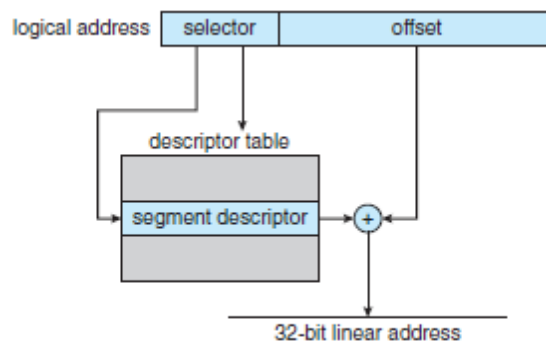 logical address selector offset
descriptor table
segment descriptor +
32-bit linear address